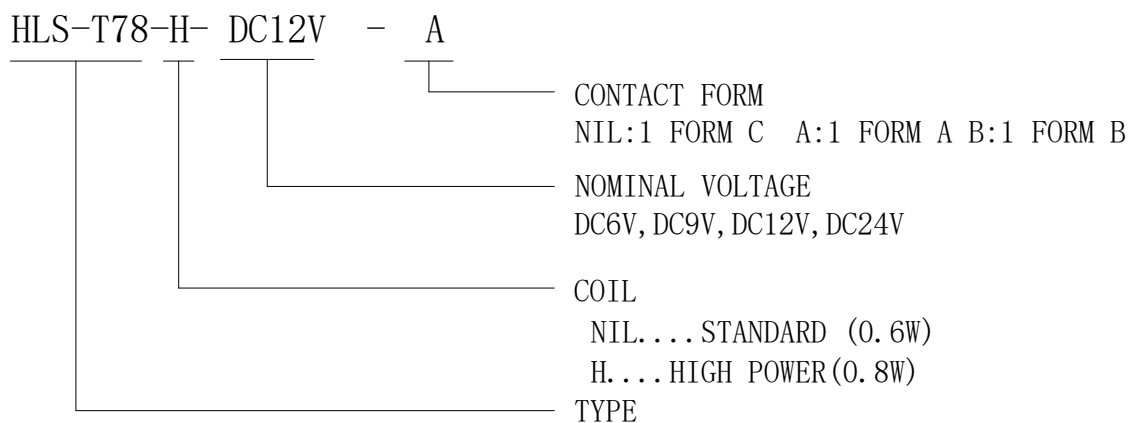 HLS-T78-H- DC12V - A
CONTACT FORM
NIL:1 FORM C A:1 FORM A B:1 FORM B
NOMINAL VOLTAGE
DC6V,DC9V,DC12V,DC24V
COIL
NIL....STANDARD (0.6W)
H....HIGH POWER(0.8W)
TYPE